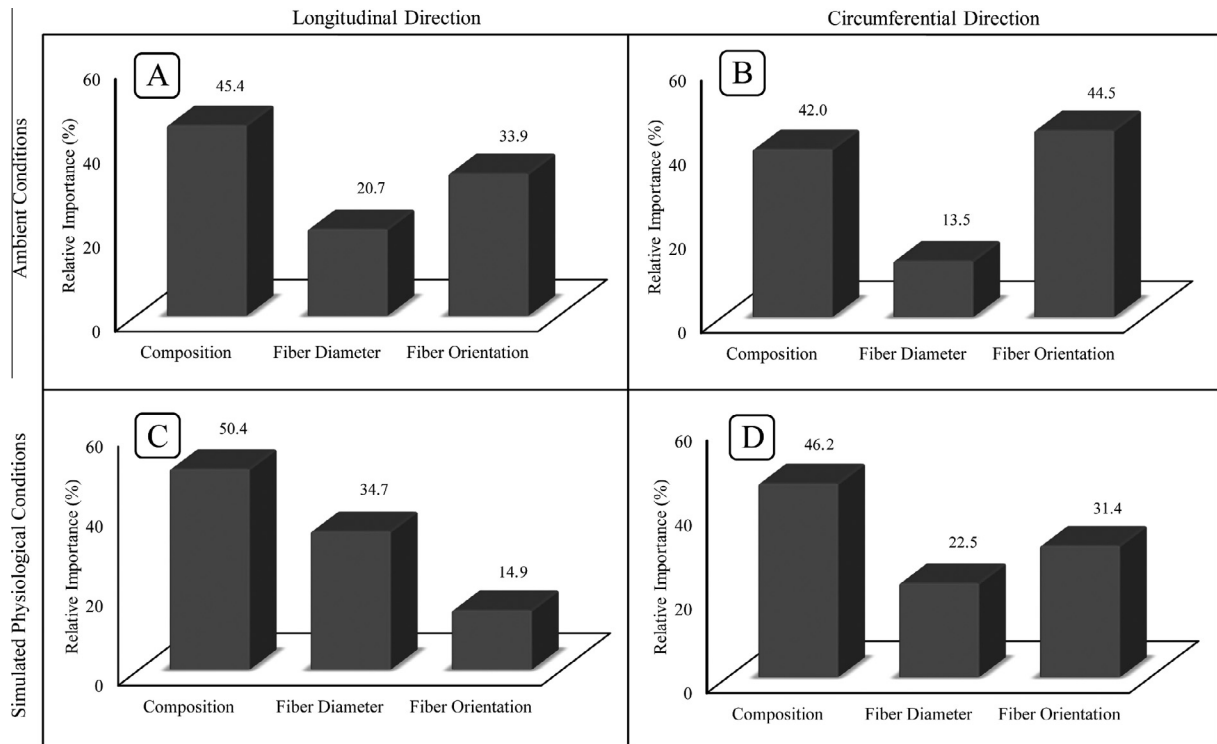 Longitudinal Direction
Circumferential Direction
Ambient Conditions
A
Relative Importance (%)
60
40
20
0
45.4
20.7
33.9
Composition Fiber Diameter Fiber Orientation
B
Relative Importance (%)
60
40
20
0
42.0
13.5
44.5
Composition Fiber Diameter Fiber Orientation
Simulated Physiological Conditions
C
Relative Importance (%)
60
40
20
0
50.4
34.7
14.9
Composition Fiber Diameter Fiber Orientation
D
Relative Importance (%)
60
40
20
0
46.2
22.5
31.4
Composition Fiber Diameter Fiber Orientation